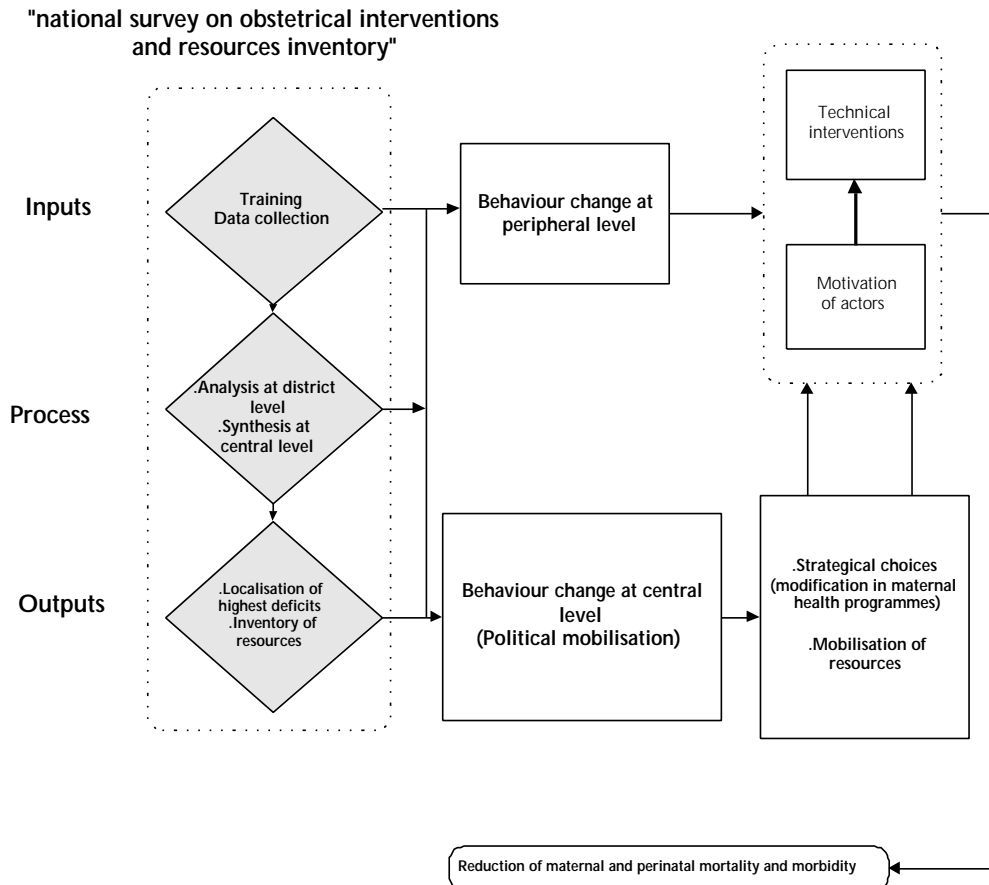 "national survey on obstetrical interventions
and resources inventory"
Inputs
Training
Data collection
Behaviour change at
peripheral level
Technical
interventions
Motivation
of actors
Process
.Analysis at district
level
.Synthesis at
central level
Outputs
.Localisation of
highest deficits
.Inventory of
resources
Behaviour change at central
level
(Political mobilisation)
.Strategical choices
(modification in maternal
health programmes)
.Mobilisation of
resources
Reduction of maternal and perinatal mortality and morbidity